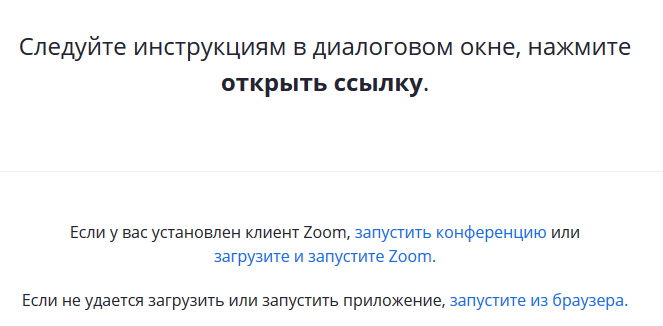 Следуйте инструкциям в диалоговом окне, нажмите
открыть ссылку.
Если у вас установлен клиент Zoom, запустить конференцию или
загрузите и запустите Zoom.
Если не удается загрузить или запустить приложение, запустите из браузера.